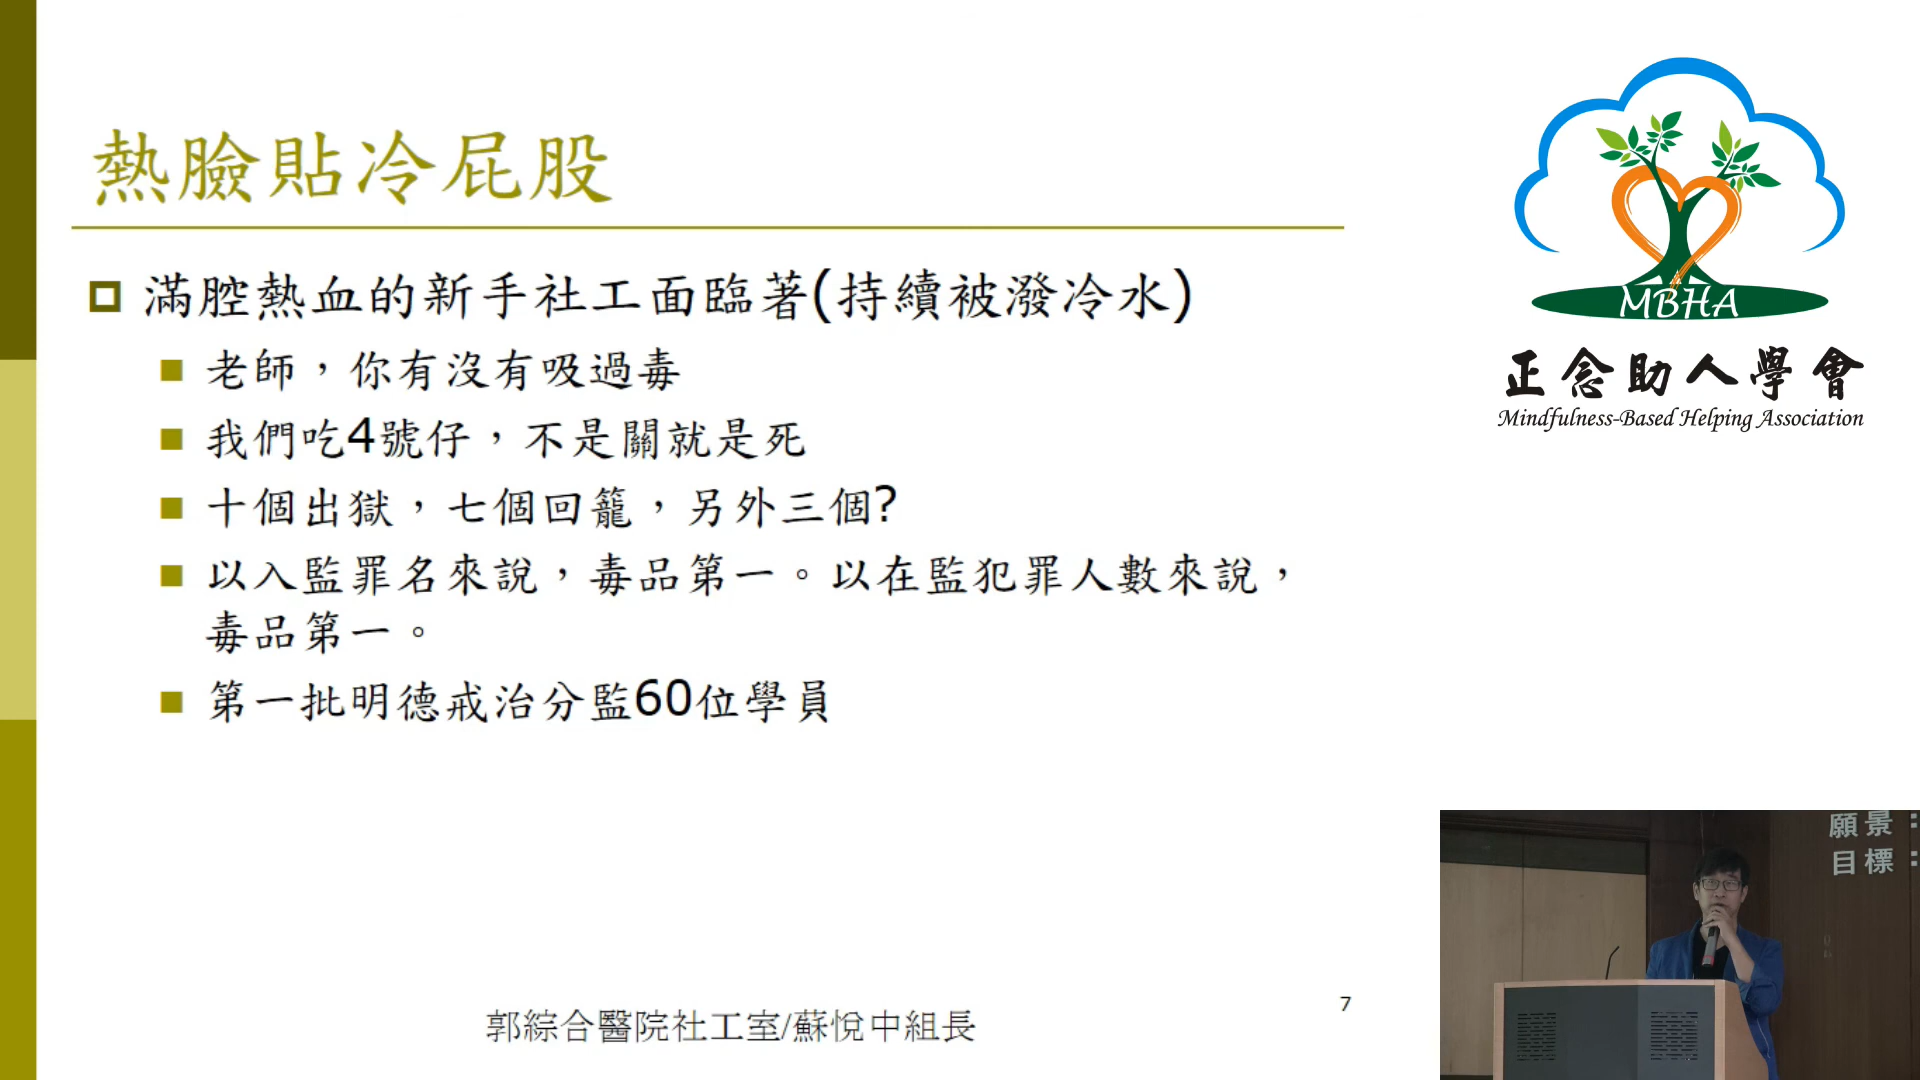 熱臉貼冷屁股
滿腔熱血的新手社工面臨著(持續被潑冷水)
老師，你有沒有吸過毒
我們吃4號仔，不是關就是死
十個出獄，七個回籠，另外三個?
以入監罪名來說，毒品第一。以在監犯罪人數來說，
毒品第一。
第一批明德戒治分監60位學員
郭綜合醫院社工室/蘇悅中組長
7
MBHA
正念助人學會
Mindfulness-Based Helping Association
願景：
目標：